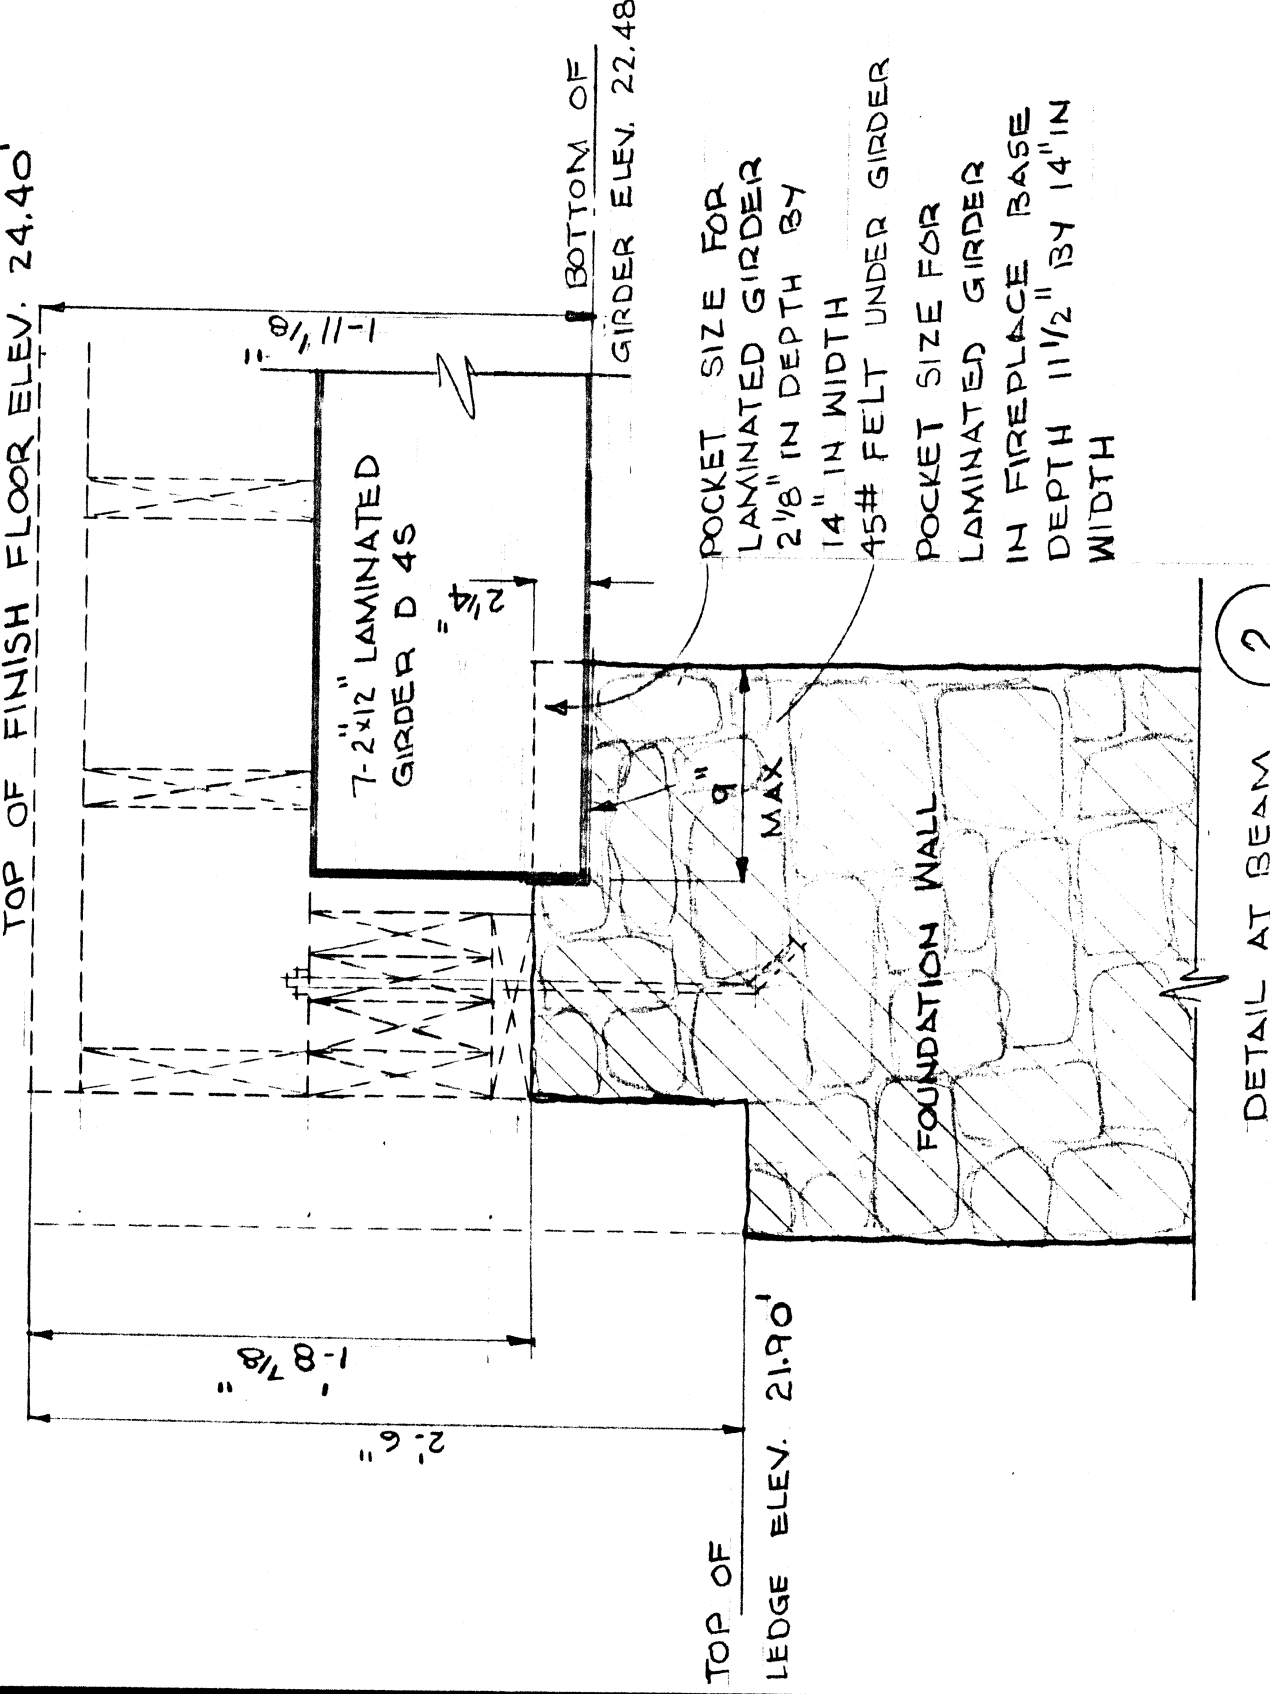 TOP OF FINISH FLOOR ELEV. 24.40'
1'-11 1/8"
BOTTOM OF
GIRDER ELEV. 22.48
7-2"x12" LAMINATED
GIRDER D 4S
2 1/4"
POCKET SIZE FOR
LAMINATED GIRDER
2 1/8" IN DEPTH BY
14" IN WIDTH
45# FELT UNDER GIRDER
POCKET SIZE FOR
LAMINATED GIRDER
IN FIREPLACE BASE
DEPTH 11 1/2" BY 14" IN
WIDTH
9"
MAX
FOUNDATION WALL
1'-8 7/8"
2'-6"
TOP OF
LEDGE ELEV. 21.90'
DETAIL AT BEAM 2